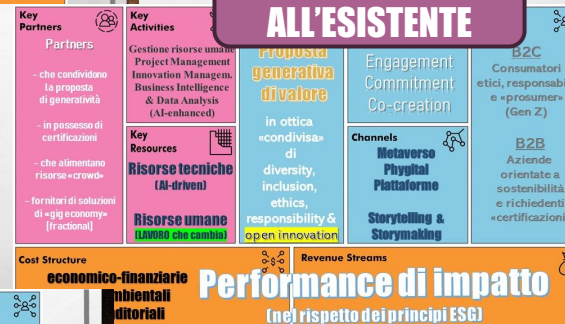 ALL’ESISTENTE
Key
Partners
Partners
- che condividono
la proposta
di generatività
- in possesso di
certificazioni
- che alimentano
risorse «crowd»
- fornitori di soluzioni
di «gig economy»
[fractional]
Key
Activities
Gestione risorse umane
Project Management
Innovation Managem.
Business Intelligence
& Data Analysis
(AI-enhanced)
Key
Resources
Risorse tecniche
(AI-driven)
Risorse umane
(LAVORO che cambia)
Proposta
generativa
di valore
in ottica
«condivisa»
di
diversity,
inclusion,
ethics,
responsibility &
open innovation
Engagement
Commitment
Co-creation
Channels
Metaverso
Phygital
Piattaforme
Storytelling &
Storymaking
B2C
Consumatori
etici, responsabi
e «prosumer»
(Gen Z)
B2B
Aziende
orientate a
sostenibilità
e richiedenti
«certificazioni
Cost Structure
economico-finanziarie
mbientali
ditoriali
Revenue Streams
Performance di impatto
(nel rispetto dei principi ESG)